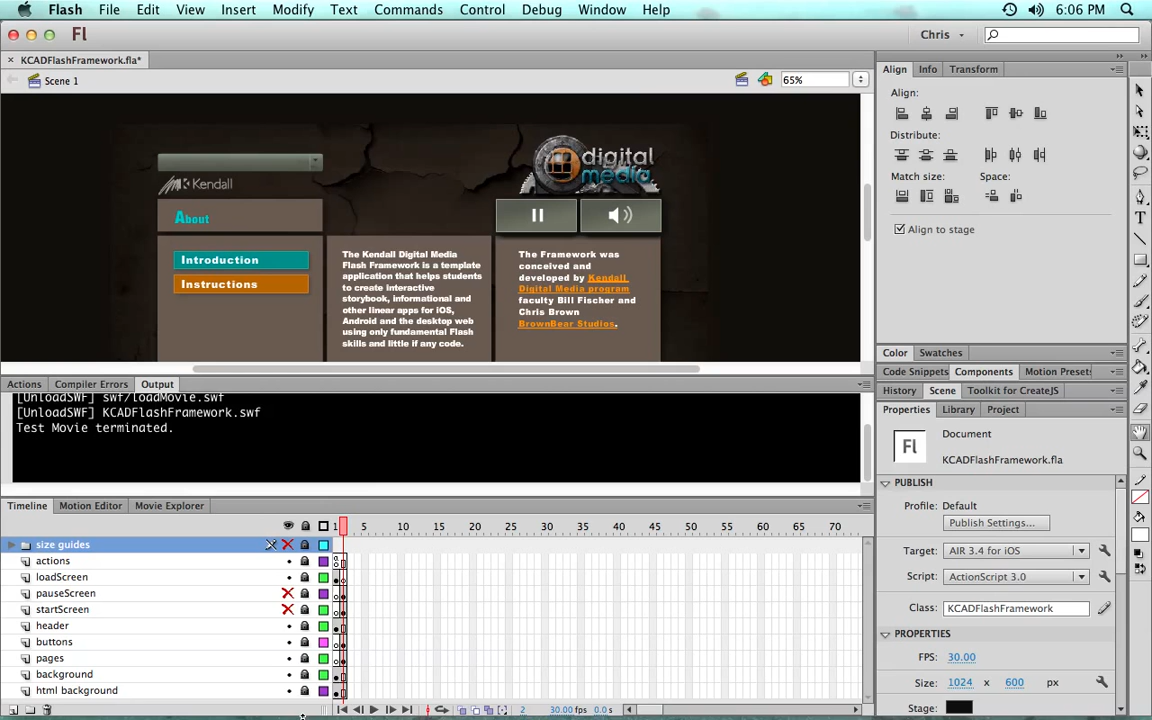 Flash File Edit View Insert Modify Text Commands Control Debug Window Help 6:06 PM
Fl Chris
KCADFlashFramework.fla*
Scene 1 65%
Kendall
digital
media
About
Introduction
Instructions
The Kendall Digital Media
Flash Framework is a template
application that helps students
to create interactive
storybook, informational and
other linear apps for iOS,
Android and the desktop web
using only fundamental Flash
skills and little if any code.
The Framework was
conceived and
developed by Kendall
Digital Media program
faculty Bill Fischer and
Chris Brown
BrownBear Studios.
Actions Compiler Errors Output
[UnloadSWF] swf/loadMovie.swf
[UnloadSWF] KCADFlashFramework.swf
Test Movie terminated.
Timeline Motion Editor Movie Explorer
1 5 10 15 20 25 30 35 40 45 50 55 60 65 70
size guides
actions
loadScreen
pauseScreen
startScreen
header
buttons
pages
background
html background
2 30.00 fps 0.0 s
Align Info Transform
Align:
Distribute:
Match size: Space:
Align to stage
Color Swatches
Code Snippets Components Motion Presets
History Scene Toolkit for CreateJS
Properties Library Project
Fl
Document
KCADFlashFramework.fla
PUBLISH
Profile: Default
Publish Settings...
Target: AIR 3.4 for iOS
Script: ActionScript 3.0
Class: KCADFlashFramework
PROPERTIES
FPS: 30.00
Size: 1024 x 600 px
Stage: